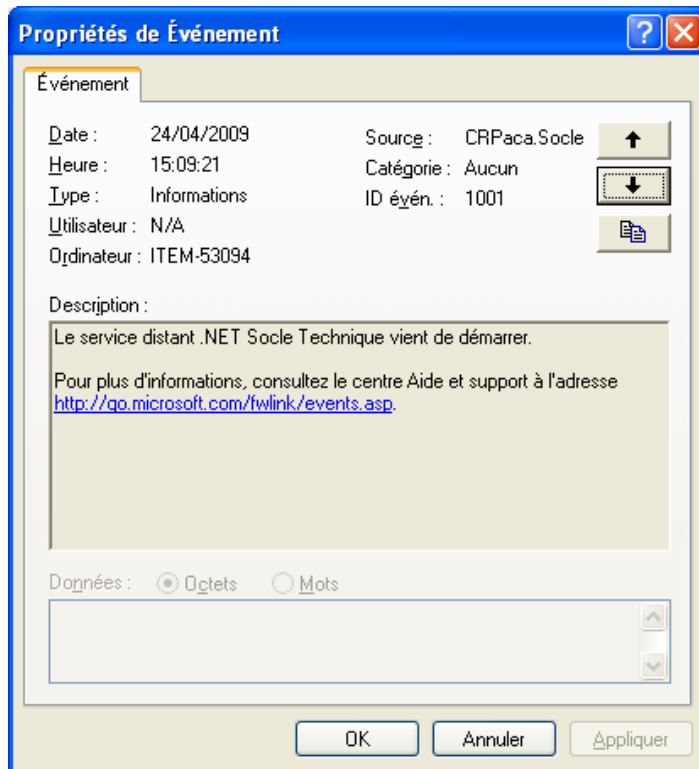 Propriétés de Événement
Événement
Date : 24/04/2009 Source : CRPaca.Socle
Heure : 15:09:21 Catégorie : Aucun
Type : Informations ID évén. : 1001
Utilisateur : N/A
Ordinateur : ITEM-53094
Description :
Le service distant .NET Socle Technique vient de démarrer.
Pour plus d'informations, consultez le centre Aide et support à l'adresse
http://go.microsoft.com/fwlink/events.asp.
Données : Octets Mots
OK Annuler Appliquer